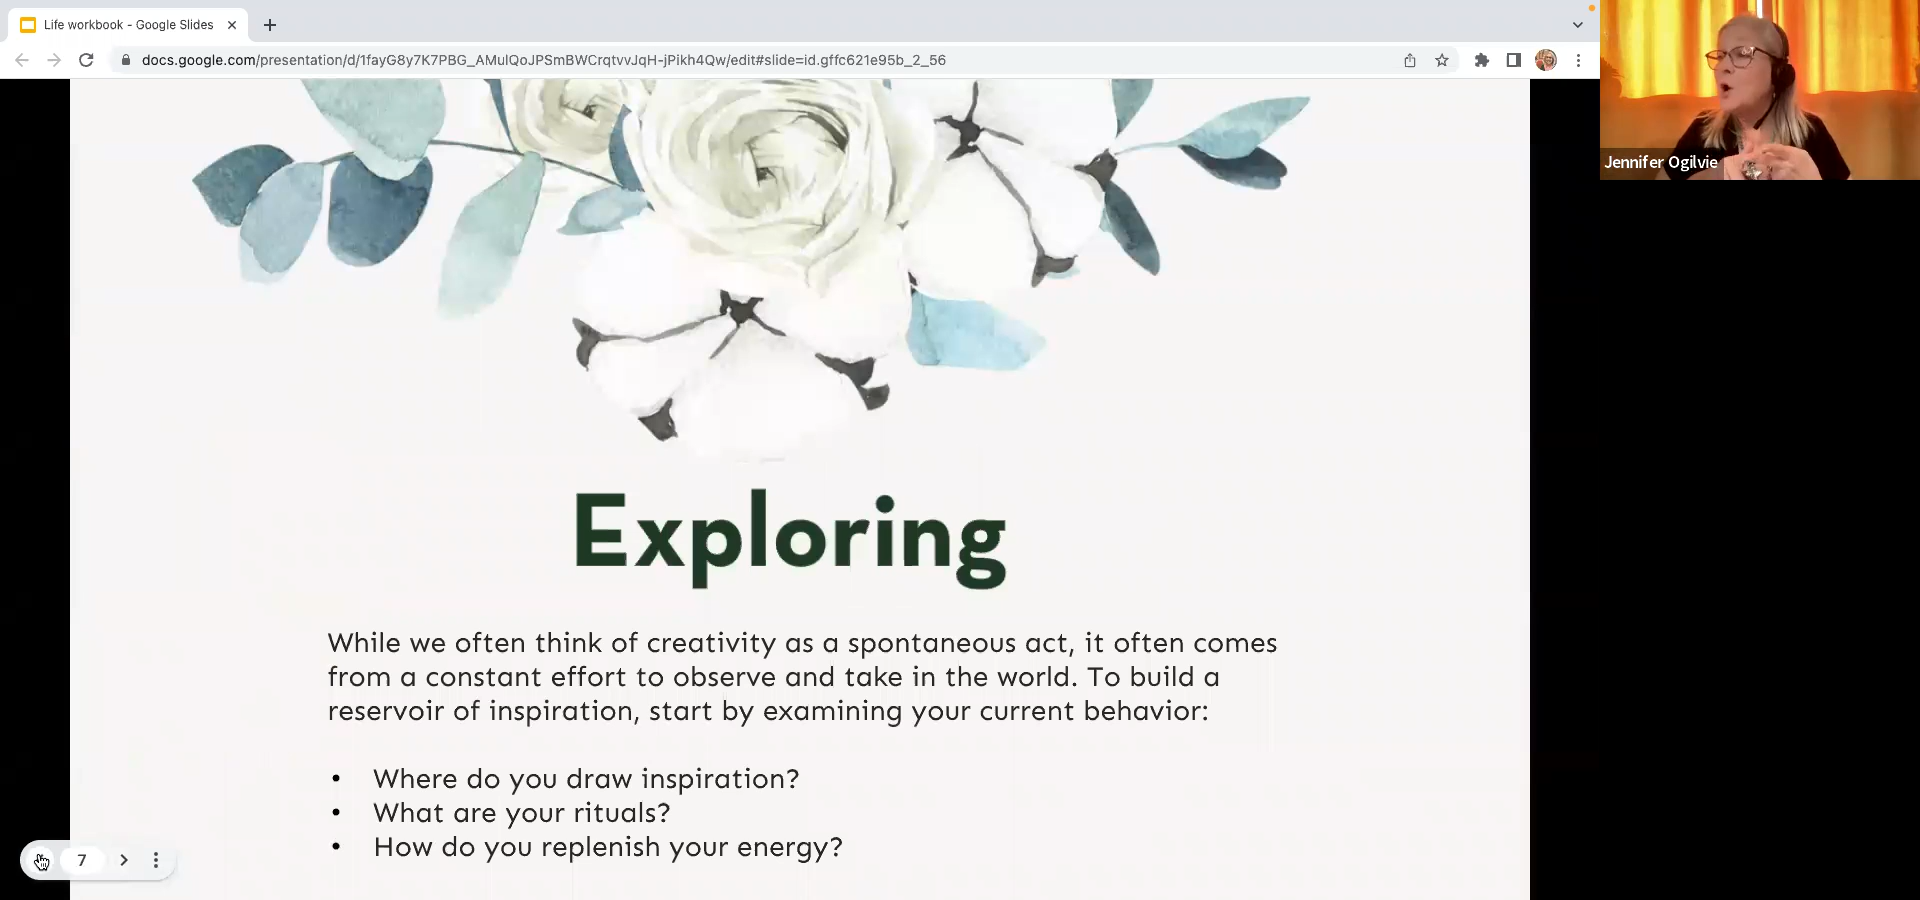 Life workbook - Google Slides
docs.google.com/presentation/d/1fayG8y7K7PBG_AMulQoJPSmBWCrqtvvJqH-jPikh4Qw/edit#slide=id.gffc621e95b_2_56
Jennifer Ogilvie
Exploring
While we often think of creativity as a spontaneous act, it often comes
from a constant effort to observe and take in the world. To build a
reservoir of inspiration, start by examining your current behavior:
• Where do you draw inspiration?
• What are your rituals?
• How do you replenish your energy?
7